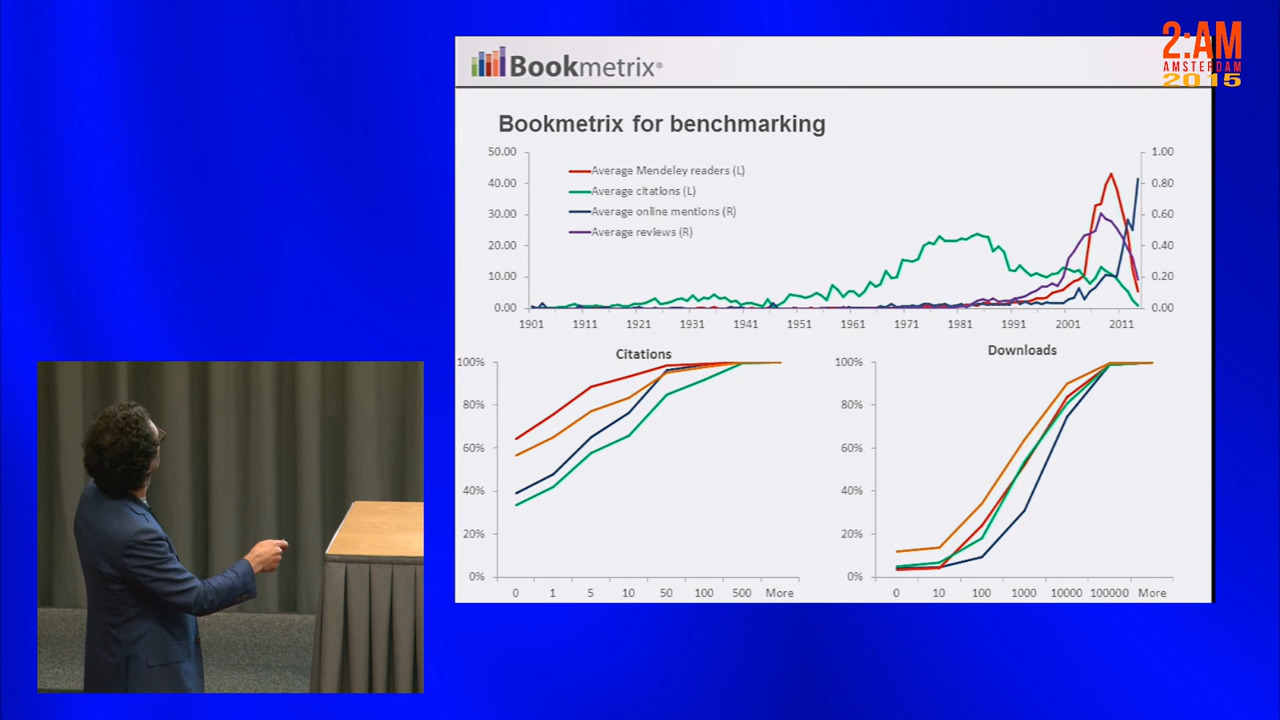 2:AM
AMSTERDAM
2015
Bookmetrix®
Bookmetrix for benchmarking
50.00
40.00
30.00
20.00
10.00
0.00
Average Mendeley readers (L)
Average citations (L)
Average online mentions (R)
Average reviews (R)
1.00
0.80
0.60
0.40
0.20
0.00
1901 1911 1921 1931 1941 1951 1961 1971 1981 1991 2001 2011
Citations
100%
80%
60%
40%
20%
0%
0 1 5 10 50 100 500 More
Downloads
100%
80%
60%
40%
20%
0%
0 10 100 1000 10000 100000 More